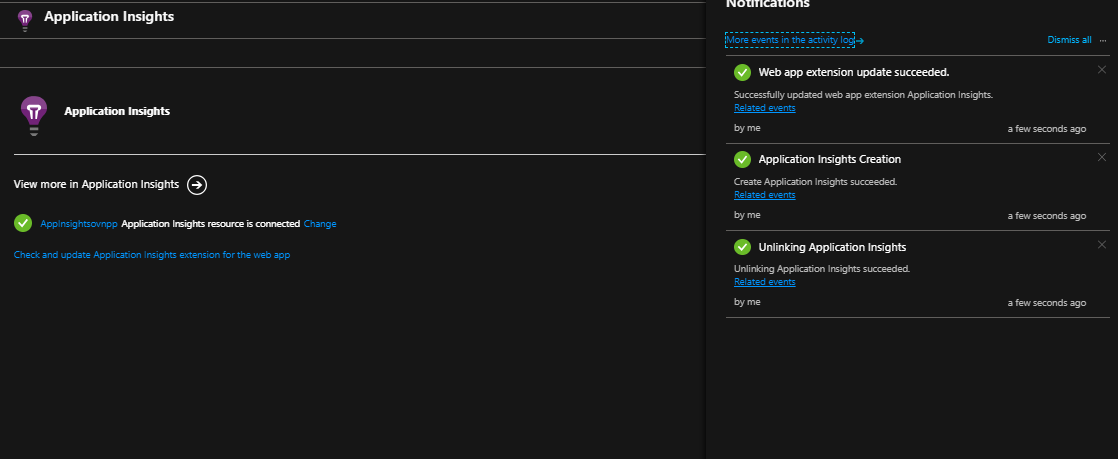 Application Insights
Application Insights
View more in Application Insights
AppInsightsovnpp Application Insights resource is connected Change
Check and update Application Insights extension for the web app
Notifications
More events in the activity log
Dismiss all ...
Web app extension update succeeded.
Successfully updated web app extension Application Insights.
Related events
by me
a few seconds ago
Application Insights Creation
Create Application Insights succeeded.
Related events
by me
a few seconds ago
Unlinking Application Insights
Unlinking Application Insights succeeded.
Related events
by me
a few seconds ago